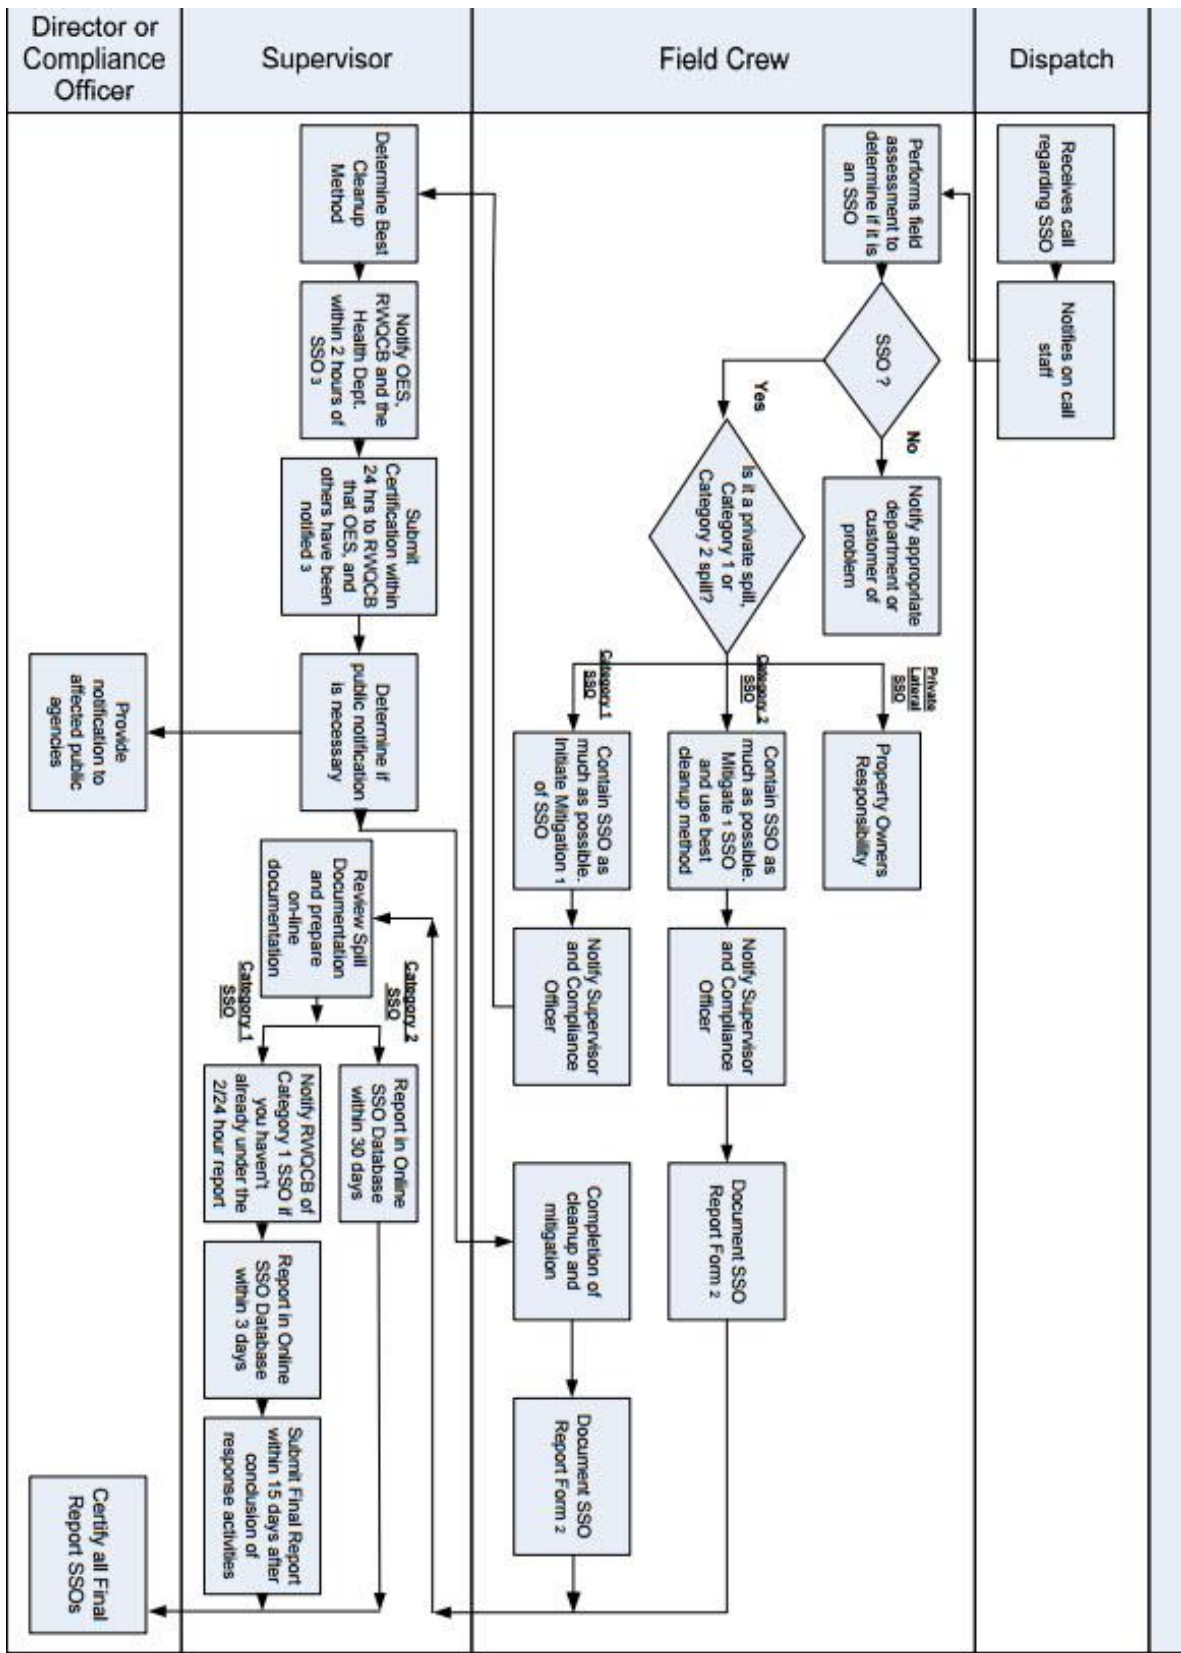 Director or
Compliance
Officer
Supervisor
Field Crew
Dispatch
Receives call
regarding SSO
Notifies on call
staff
Performs field
assessment to
determine if it is
an SSO
SSO ?
No
Yes
Notify appropriate
department or
customer of
problem
Is it a private spill,
Category 1 or
Category 2 spill?
Private
Lateral
SSO
Category 2
SSO
Category 1
SSO
Property Owners
Responsibility
Contain SSO as
much as possible.
Mitigate 1 SSO
and use best
cleanup method
Contain SSO as
much as possible.
Initiate Mitigation 1
of SSO
Notify Supervisor
and Compliance
Officer
Notify Supervisor
and Compliance
Officer
Document SSO
Report Form 2
Completion of
cleanup and
mitigation
Document SSO
Report Form 2
Determine Best
Cleanup
Method
Notify OES,
RWQCB and the
Health Dept.
within 2 hours of
SSO 3
Submit
Certification within
24 hrs to RWQCB
that OES, and
others have been
notified 3
Determine if
public notification
is necessary
Review Spill
Documentation
and prepare
on-line
documentation
Category 2
SSO
Category 1
SSO
Report in Online
SSO Database
within 30 days
Notify RWQCB of
Category 1 SSO if
you haven't
already under the
2/24 hour report
Report in Online
SSO Database
within 3 days
Submit Final Report
within 15 days after
conclusion of
response activities
Provide
notification to
affected public
agencies
Certify all Final
Report SSOs